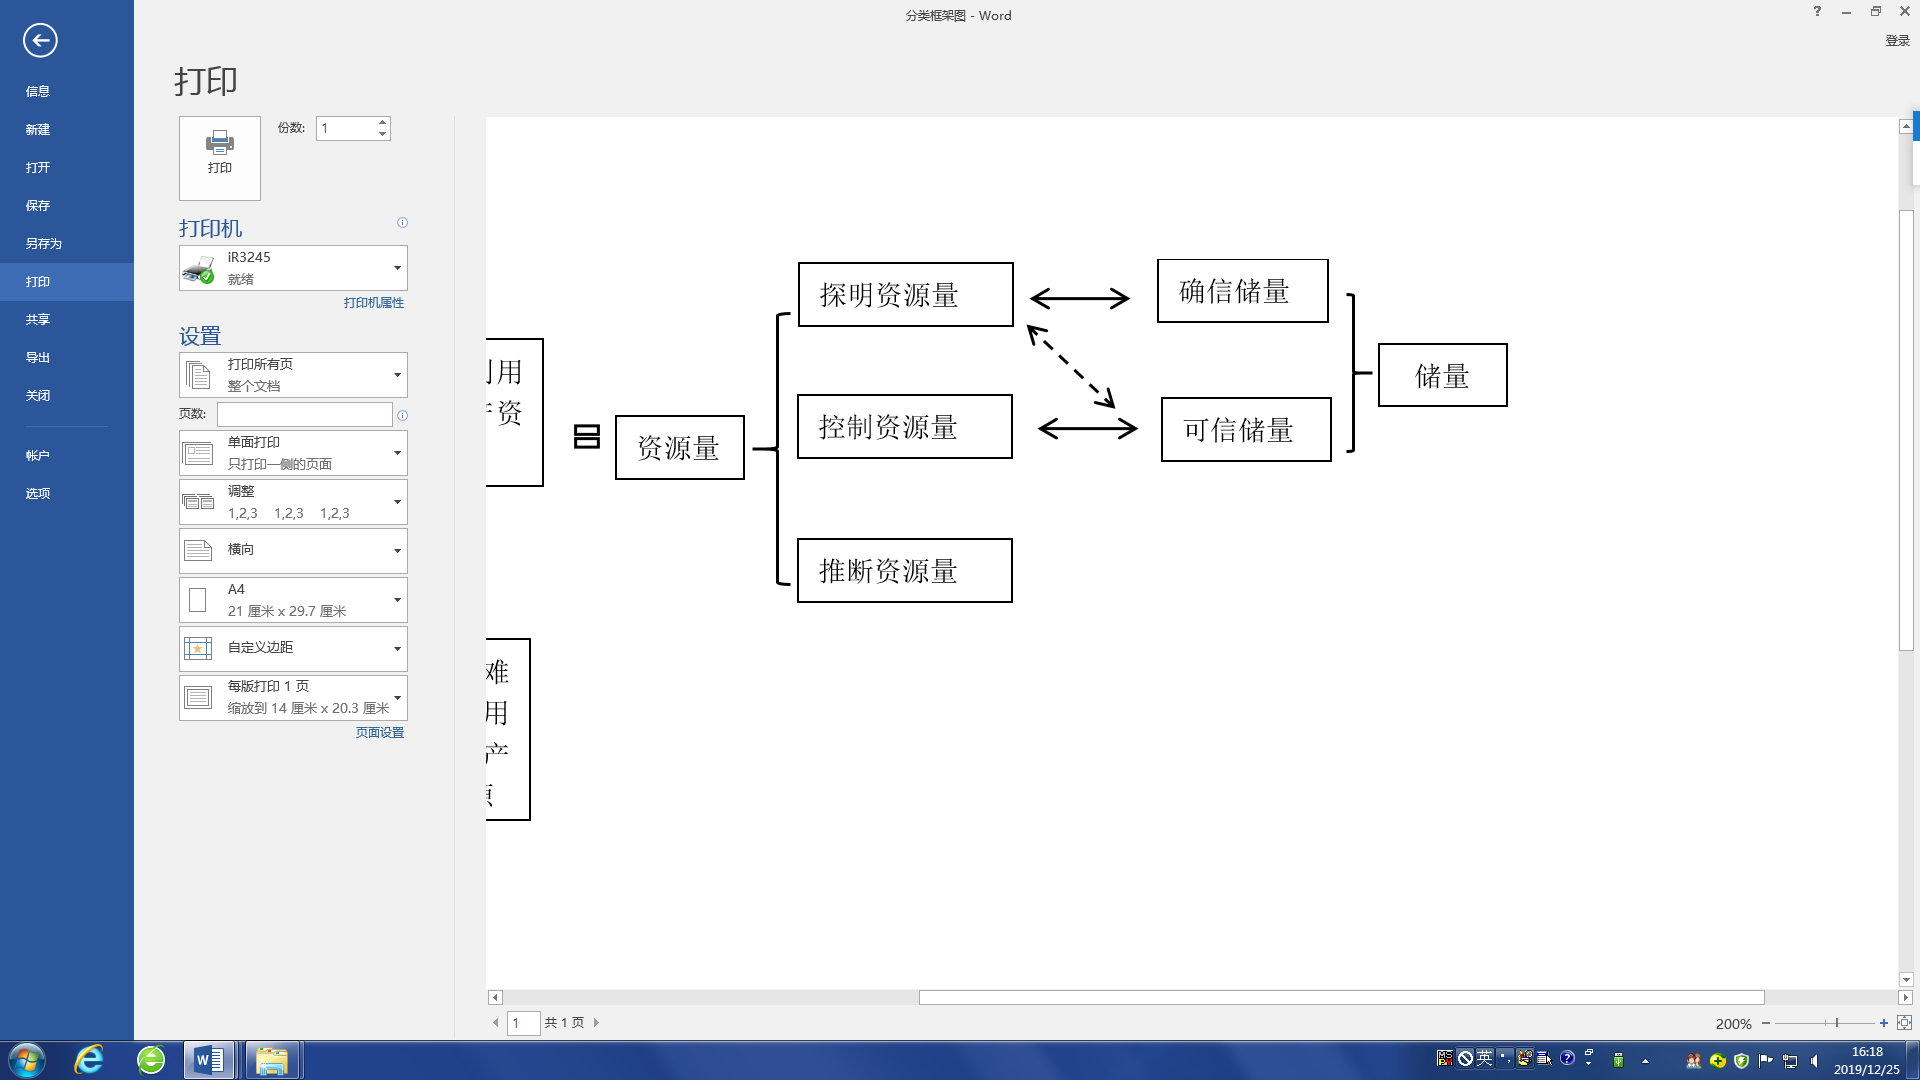 分类框架图 - Word
?
登录
信息
新建
打开
保存
另存为
打印
共享
导出
关闭
帐户
选项
打印
打印
份数:
1
打印机
iR3245
就绪
打印机属性
设置
打印所有页
整个文档
页数:
单面打印
只打印一侧的页面
调整
1,2,3 1,2,3 1,2,3
横向
A4
21 厘米 x 29.7 厘米
自定义边距
每版打印 1 页
缩放到 14 厘米 x 20.3 厘米
页面设置
用
资
=
资源量
探明资源量
控制资源量
推断资源量
确信储量
可信储量
储量
难
用
产
1
共 1 页
200%
英
16:18
2019/12/25